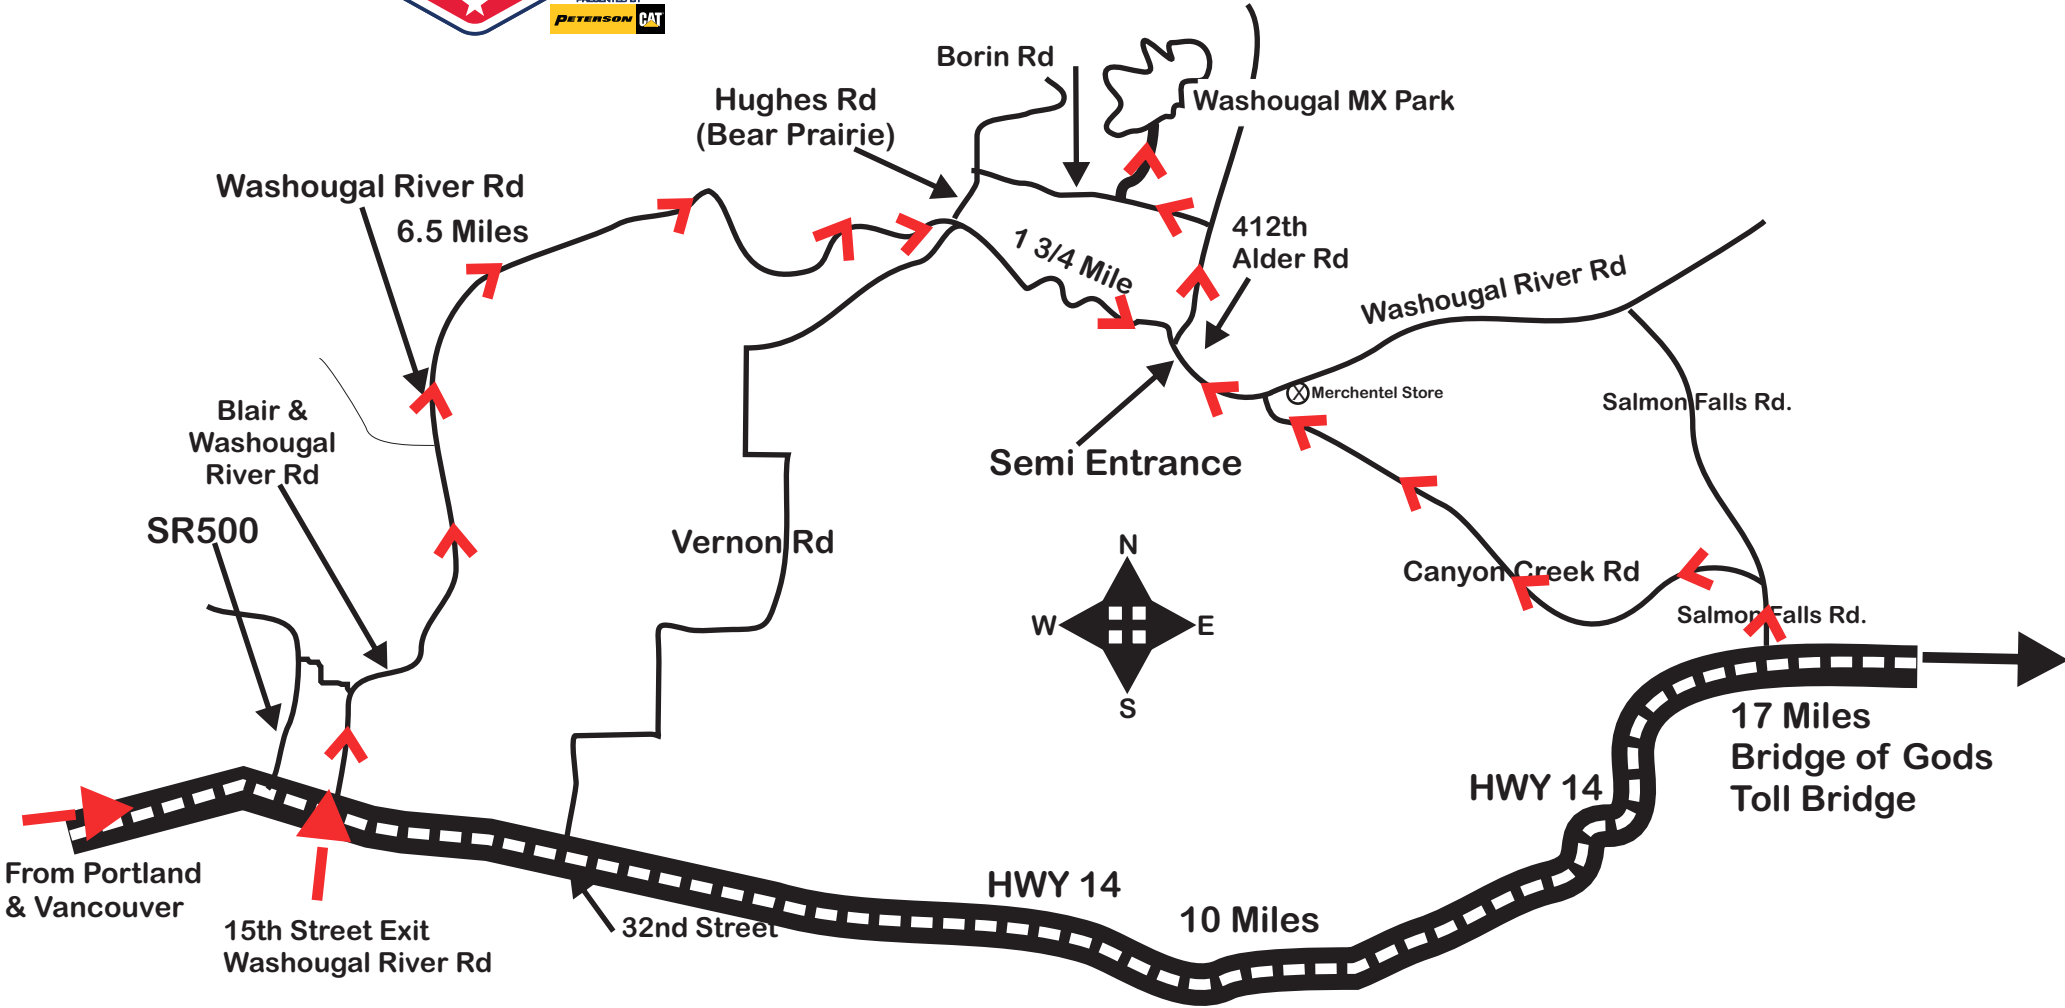 PRESENTED BY
PETERSON CAT
Borin Rd
Hughes Rd
(Bear Prairie)
Washougal MX Park
Washougal River Rd
6.5 Miles
1 3/4 Mile
412th
Alder Rd
Washougal River Rd
Merchentel Store
Salmon Falls Rd.
Blair &
Washougal
River Rd
Semi Entrance
SR500
Vernon Rd
N
W
E
S
Canyon Creek Rd
Salmon Falls Rd.
17 Miles
Bridge of Gods
Toll Bridge
HWY 14
From Portland
& Vancouver
HWY 14
10 Miles
15th Street Exit
Washougal River Rd
32nd Street